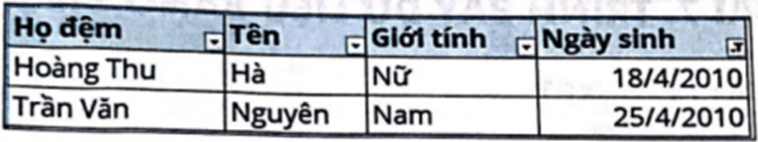 Họ đệm Tên Giới tính Ngày sinh
Hoàng Thu Hà Nữ 18/4/2010
Trần Văn Nguyên Nam 25/4/2010